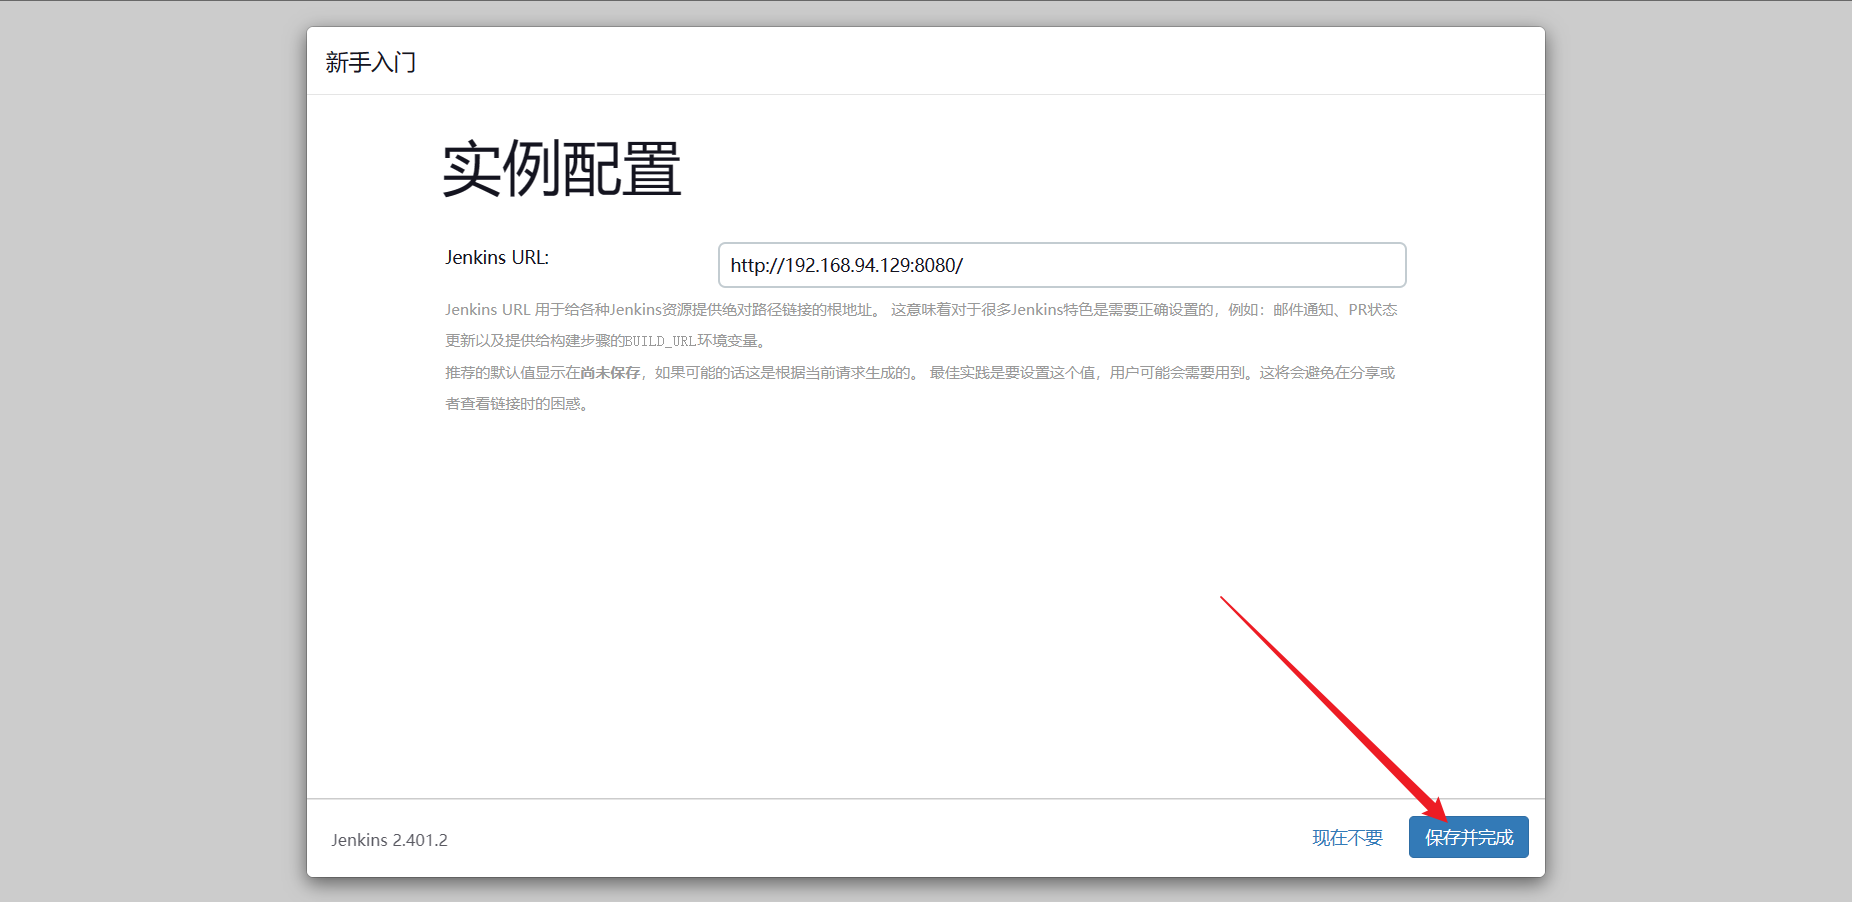 新手入门
实例配置
Jenkins URL:
http://192.168.94.129:8080/
Jenkins URL 用于给各种Jenkins资源提供绝对路径链接的根地址。 这意味着对于很多Jenkins特色是需要正确设置的，例如：邮件通知、PR状态
更新以及提供给构建步骤的BUILD_URL环境变量。
推荐的默认值显示在尚未保存，如果可能的话这是根据当前请求生成的。 最佳实践是要设置这个值，用户可能会需要用到。这将会避免在分享或
者查看链接时的困惑。
Jenkins 2.401.2
现在不要
保存并完成